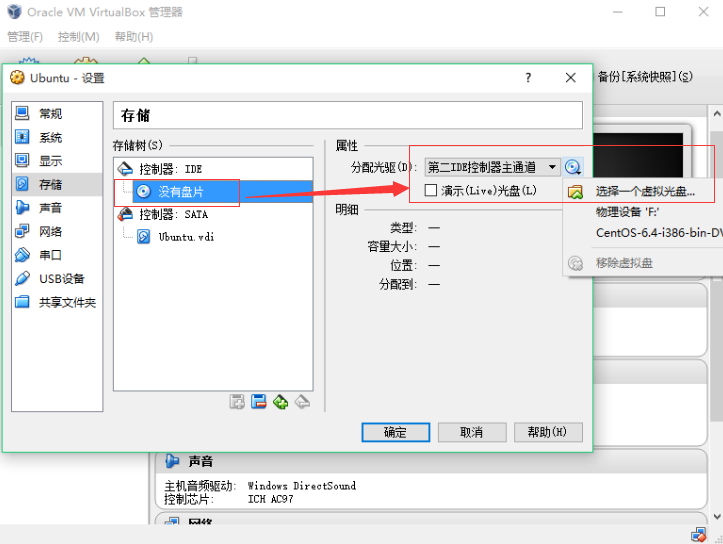 Oracle VM VirtualBox 管理器
管理(F) 控制(M) 帮助(H)
备份[系统快照](S)
Ubuntu - 设置
常规
系统
显示
存储
声音
网络
串口
USB设备
共享文件夹
存储
存储树(S)
控制器: IDE
没有盘片
控制器: SATA
Ubuntu.vdi
属性
分配光驱(D): 第二IDE控制器主通道
演示(Live)光盘(L)
明细
类型: —
容量大小: —
位置: —
分配到: —
选择一个虚拟光盘...
物理设备 'F:'
CentOS-6.4-i386-bin-DV
移除虚拟盘
确定 取消 帮助(H)
声音
主机音频驱动: Windows DirectSound
控制芯片: ICH AC97
网络